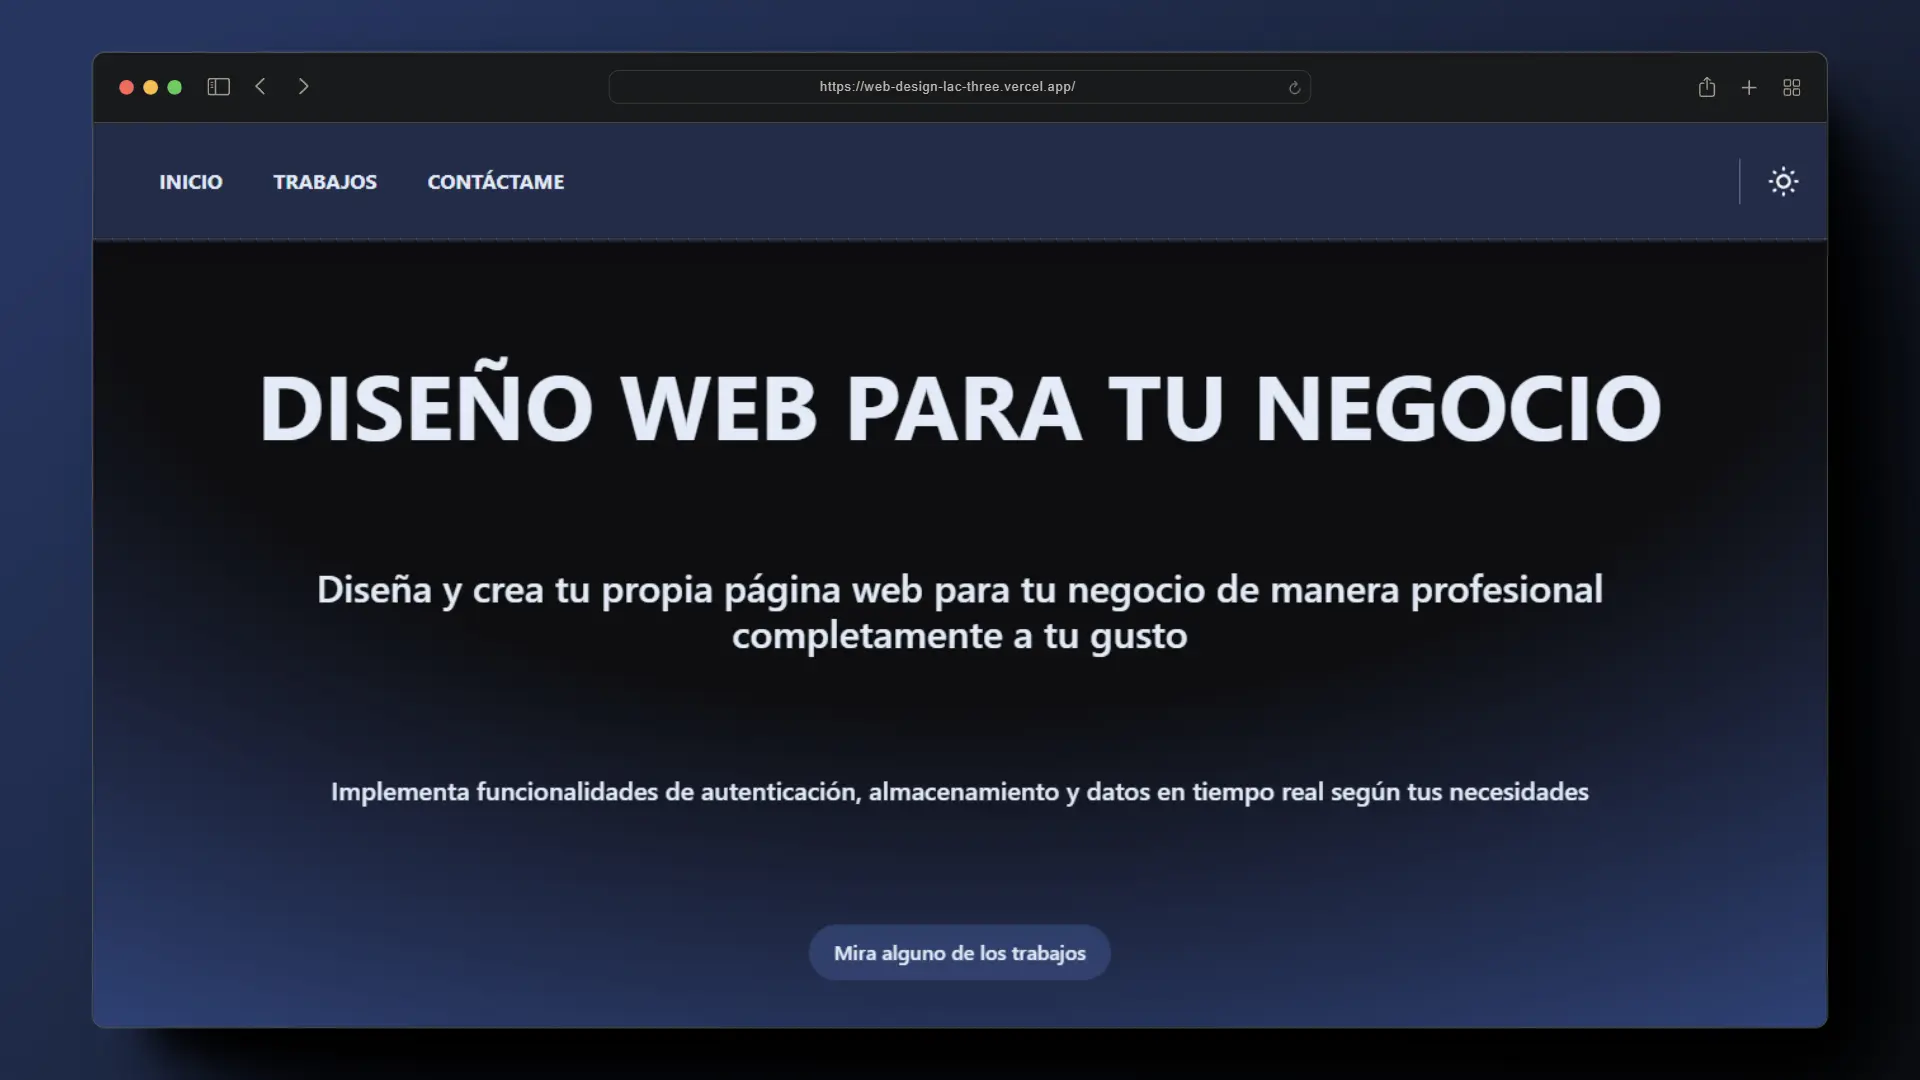 https://web-design-lac-three.vercel.app/
INICIO TRABAJOS CONTÁCTAME
DISEÑO WEB PARA TU NEGOCIO
Diseña y crea tu propia página web para tu negocio de manera profesional
completamente a tu gusto
Implementa funcionalidades de autenticación, almacenamiento y datos en tiempo real según tus necesidades
Mira alguno de los trabajos